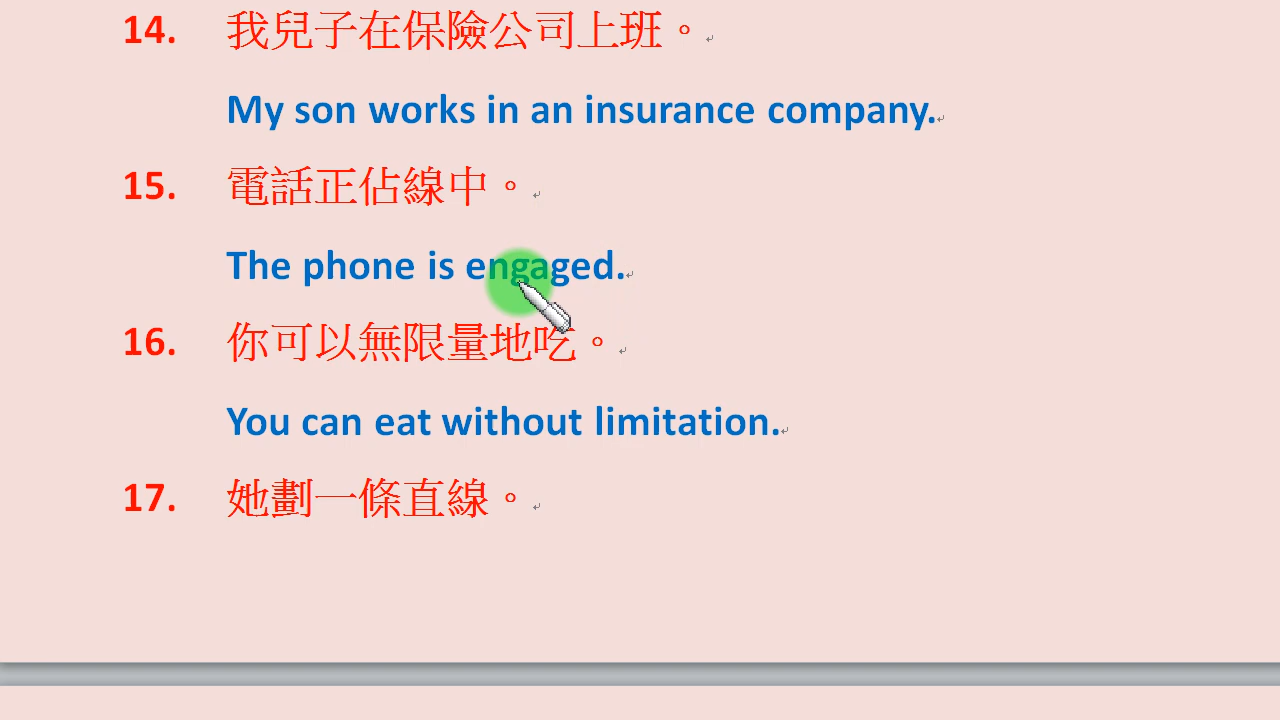 14. 我兒子在保險公司上班。
My son works in an insurance company.
15. 電話正佔線中。
The phone is engaged.
16. 你可以無限量地吃。
You can eat without limitation.
17. 她劃一條直線。